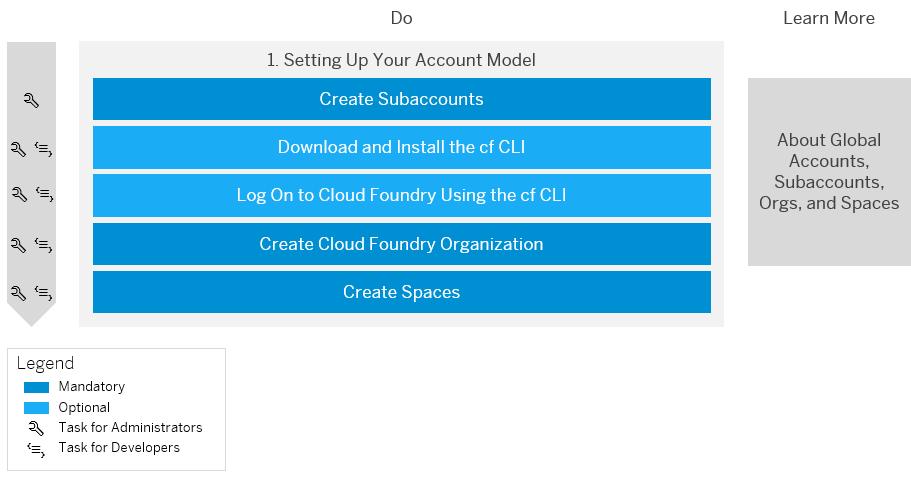 Do
Learn More
1. Setting Up Your Account Model
Create Subaccounts
Download and Install the cf CLI
Log On to Cloud Foundry Using the cf CLI
Create Cloud Foundry Organization
Create Spaces
About Global
Accounts,
Subaccounts,
Orgs, and Spaces
Legend
Mandatory
Optional
Task for Administrators
Task for Developers